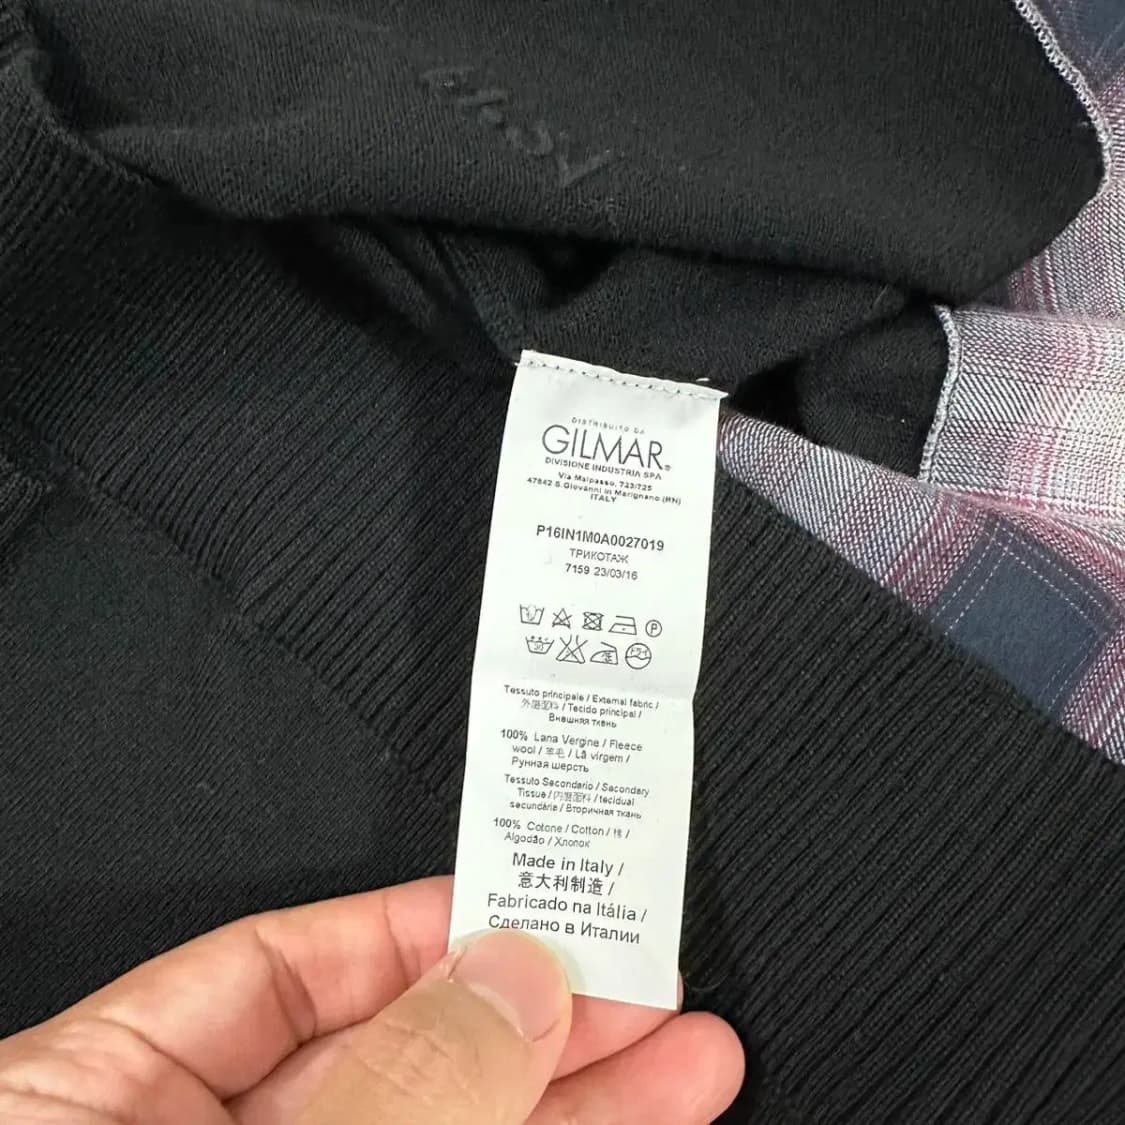 DISTRIBUITO DA
GILMAR®
DIVISIONE INDUSTRIA SPA
Via Malpasso, 723/725
47842 S.Giovanni in Marignano (RN)
ITALY
P16IN1M0A0027019
ТРИКОТАЖ
7159 23/03/16
P
30
ドライ
Tessuto principale / External fabric /
外层面料 / Tecido principal /
Внешняя ткань
100% Lana Vergine / Fleece
wool / 羊毛 / Lã virgem /
Рунная шерсть
Tessuto Secondario / Secondary
Tissue / 内层面料 / tecidual
secundária / Вторичная ткань
100% Cotone / Cotton / 棉 /
Algodão / Хлопок
Made in Italy /
意大利制造 /
Fabricado na Itália /
Сделано в Италии